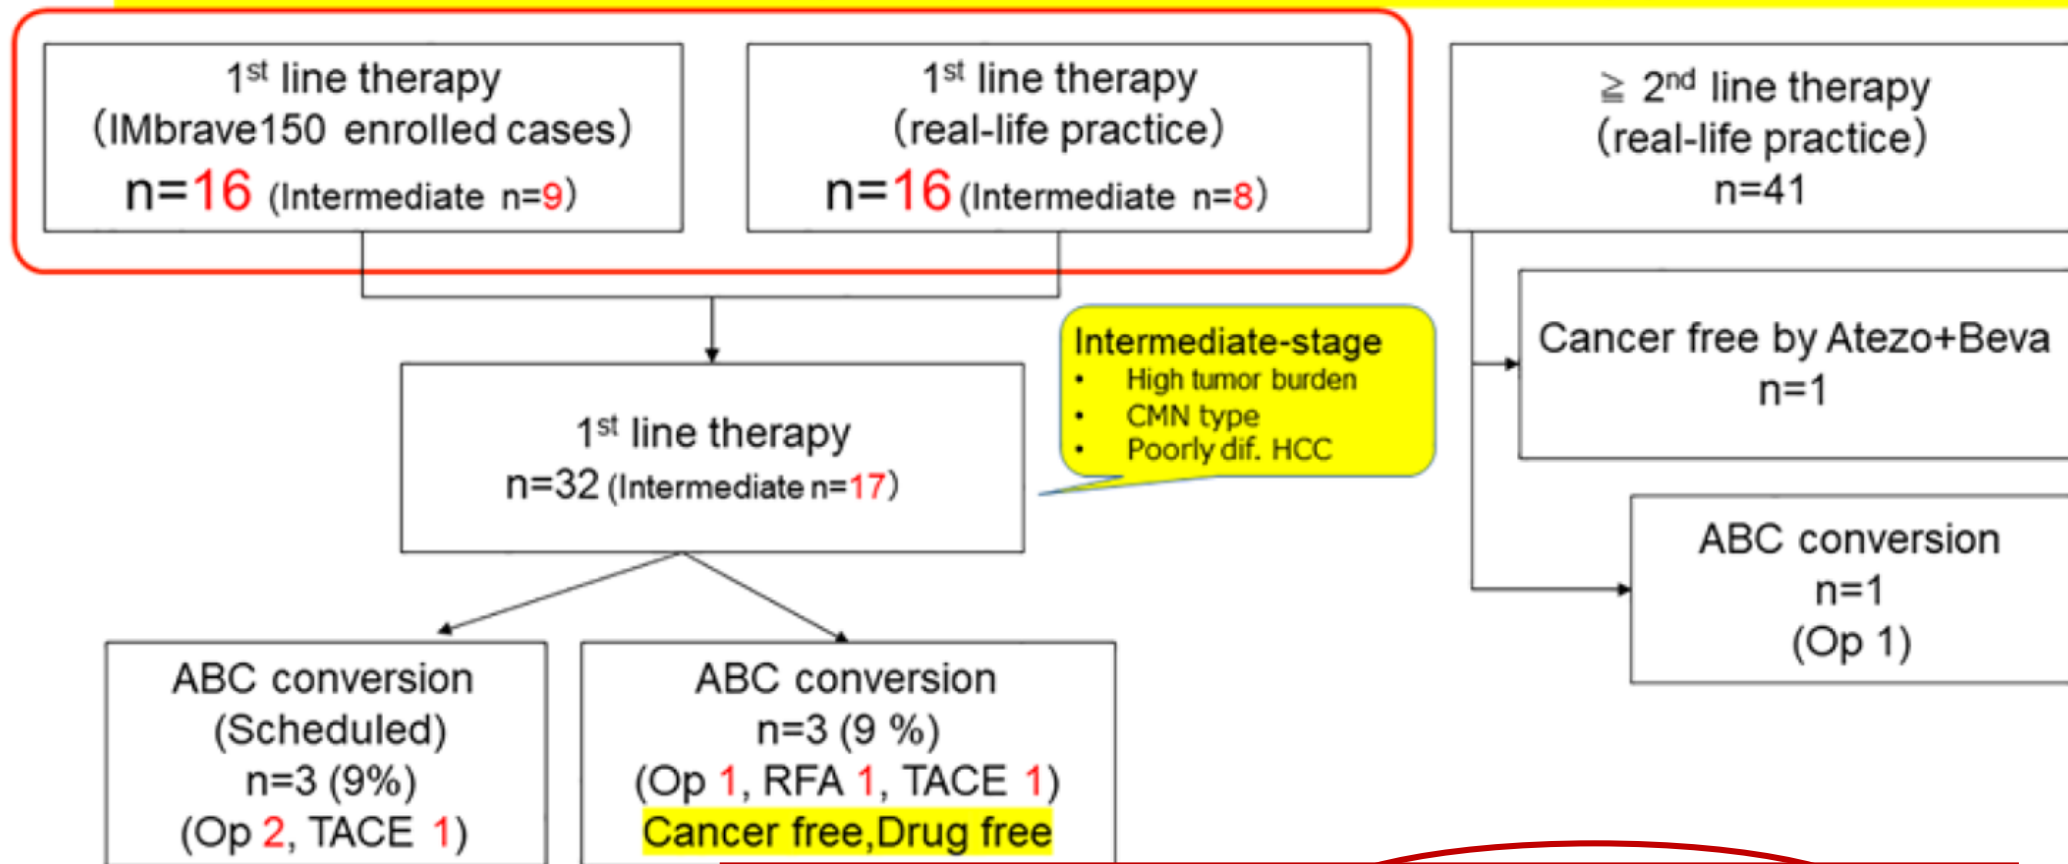 1st line therapy
(IMbrave150 enrolled cases)
n=16 (Intermediate n=9)
1st line therapy
(real-life practice)
n=16 (Intermediate n=8)
≧ 2nd line therapy
(real-life practice)
n=41
Intermediate-stage
• High tumor burden
• CMN type
• Poorly dif. HCC
Cancer free by Atezo+Beva
n=1
1st line therapy
n=32 (Intermediate n=17)
ABC conversion
n=1
(Op 1)
ABC conversion
(Scheduled)
n=3 (9%)
(Op 2, TACE 1)
ABC conversion
n=3 (9 %)
(Op 1, RFA 1, TACE 1)
Cancer free,Drug free